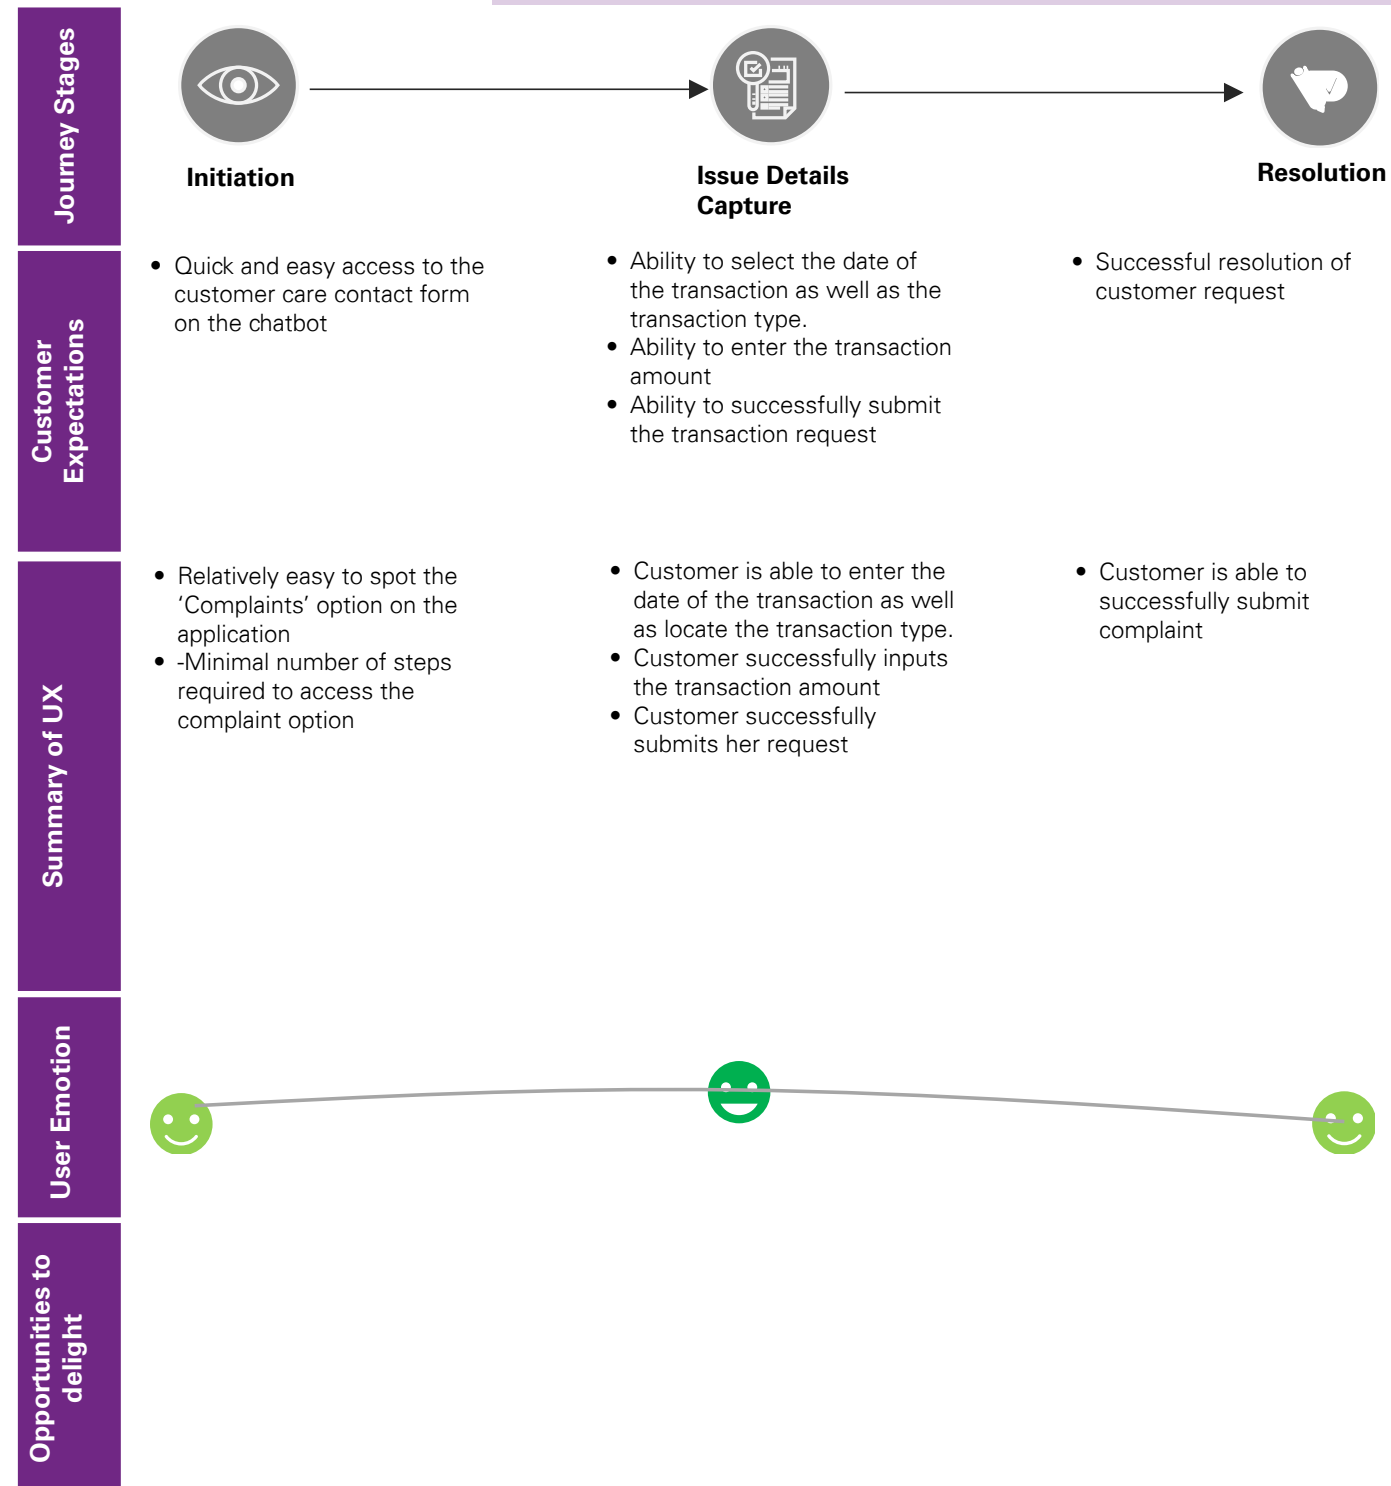 Journey Stages
Initiation
Issue Details
Capture
Resolution
Customer
Expectations
• Quick and easy access to the
customer care contact form
on the chatbot
• Ability to select the date of
the transaction as well as the
transaction type.
• Ability to enter the transaction
amount
• Ability to successfully submit
the transaction request
• Successful resolution of
customer request
Summary of UX
• Relatively easy to spot the
‘Complaints’ option on the
application
• -Minimal number of steps
required to access the
complaint option
• Customer is able to enter the
date of the transaction as well
as locate the transaction type.
• Customer successfully inputs
the transaction amount
• Customer successfully
submits her request
• Customer is able to
successfully submit
complaint
User Emotion
Opportunities to
delight